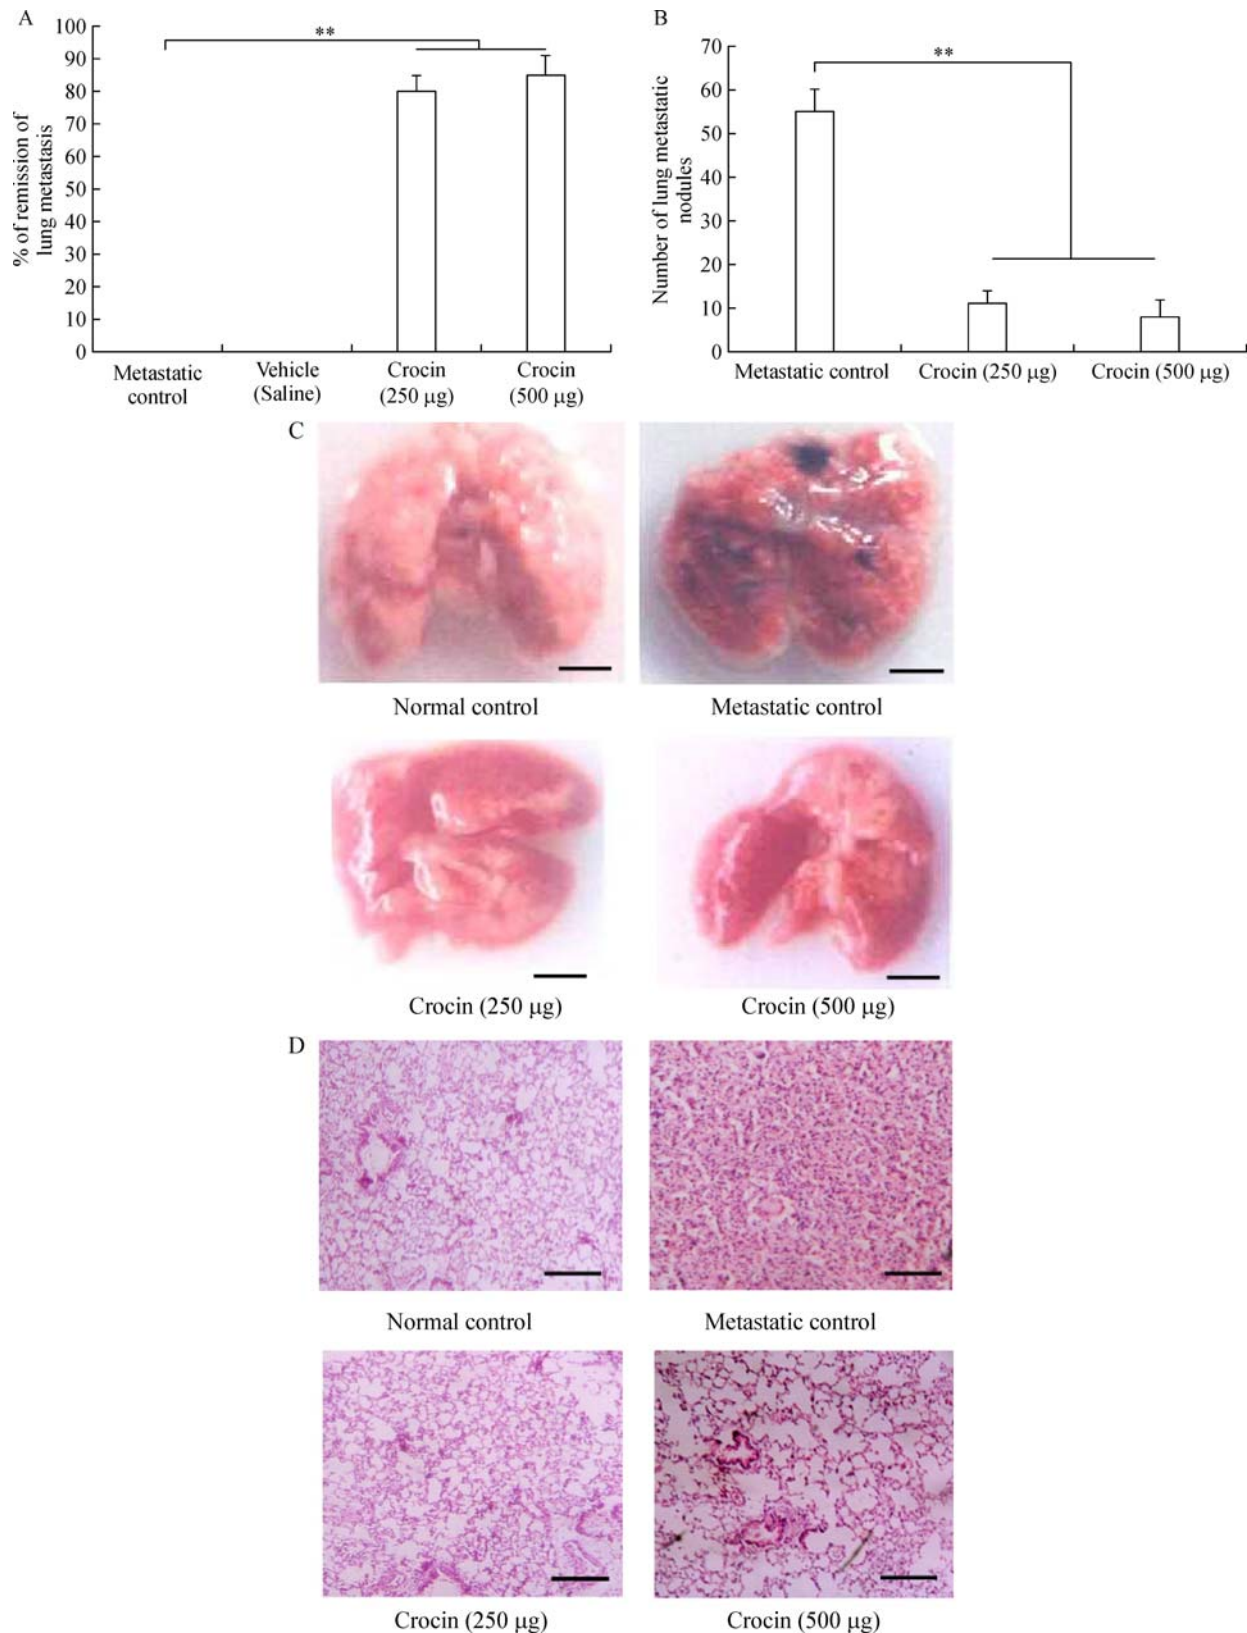 A
% of remission of
lung metastasis
100
90
80
70
60
50
40
30
20
10
0
**
Metastatic
control
Vehicle
(Saline)
Crocin
(250 µg)
Crocin
(500 µg)
B
Number of lung metastatic
nodules
70
60
50
40
30
20
10
0
**
Metastatic control
Crocin (250 µg)
Crocin (500 µg)
C
Normal control
Metastatic control
Crocin (250 µg)
Crocin (500 µg)
D
Normal control
Metastatic control
Crocin (250 µg)
Crocin (500 µg)